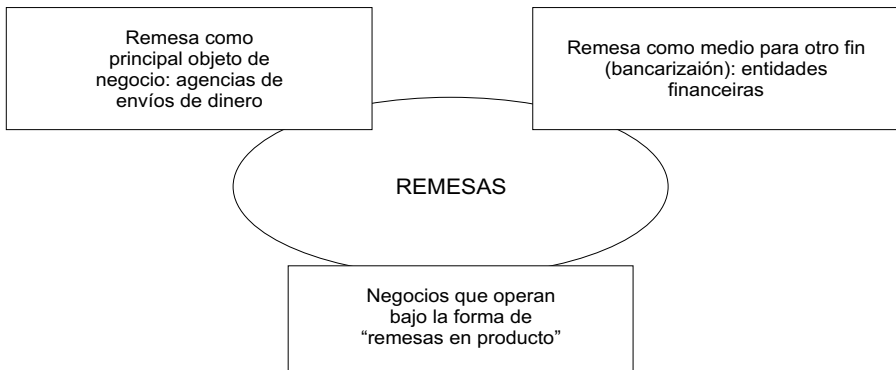 Remesa como
principal objeto de
negocio: agencias de
envíos de dinero
Remesa como medio para otro fin
(bancarizaión): entidades
financeiras
REMESAS
Negocios que operan
bajo la forma de
“remesas en producto”